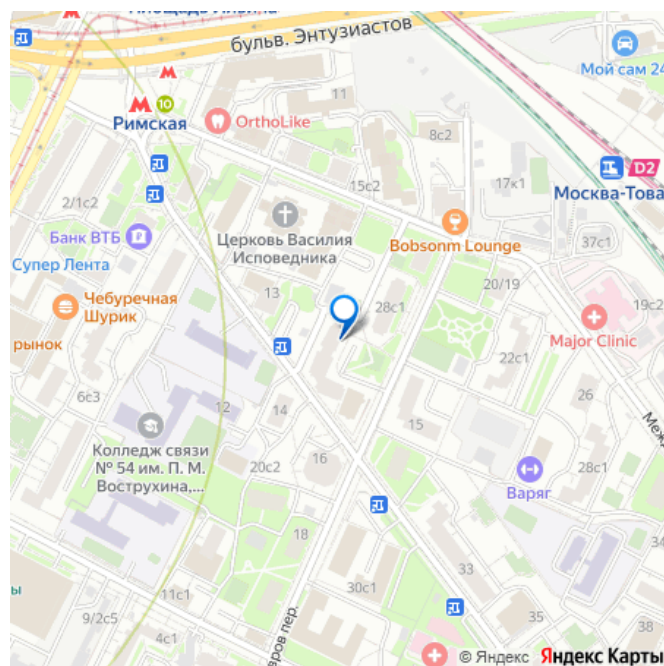 бульв. Энтузиастов
Мой сам 24
11
10
Римская
OrthoLike
8с2
D2
Москва-Това
17к1
2/1с2
15с2
Банк ВТБ
Церковь Василия
Исповедника
Bobsonm Lounge
37с1
Супер Лента
Чебуречная
Шурик
13
28с1
20/19
19с2
Major Clinic
рынок
22с1
6с3
12
14
15
26
Колледж связи
№ 54 им. П. М.
Вострухина,...
20с2
16
Варяг
28с1
18
34
33
30с1
11с1
9/2с5
4с1
35
38
© Яндекс Яндекс Карты